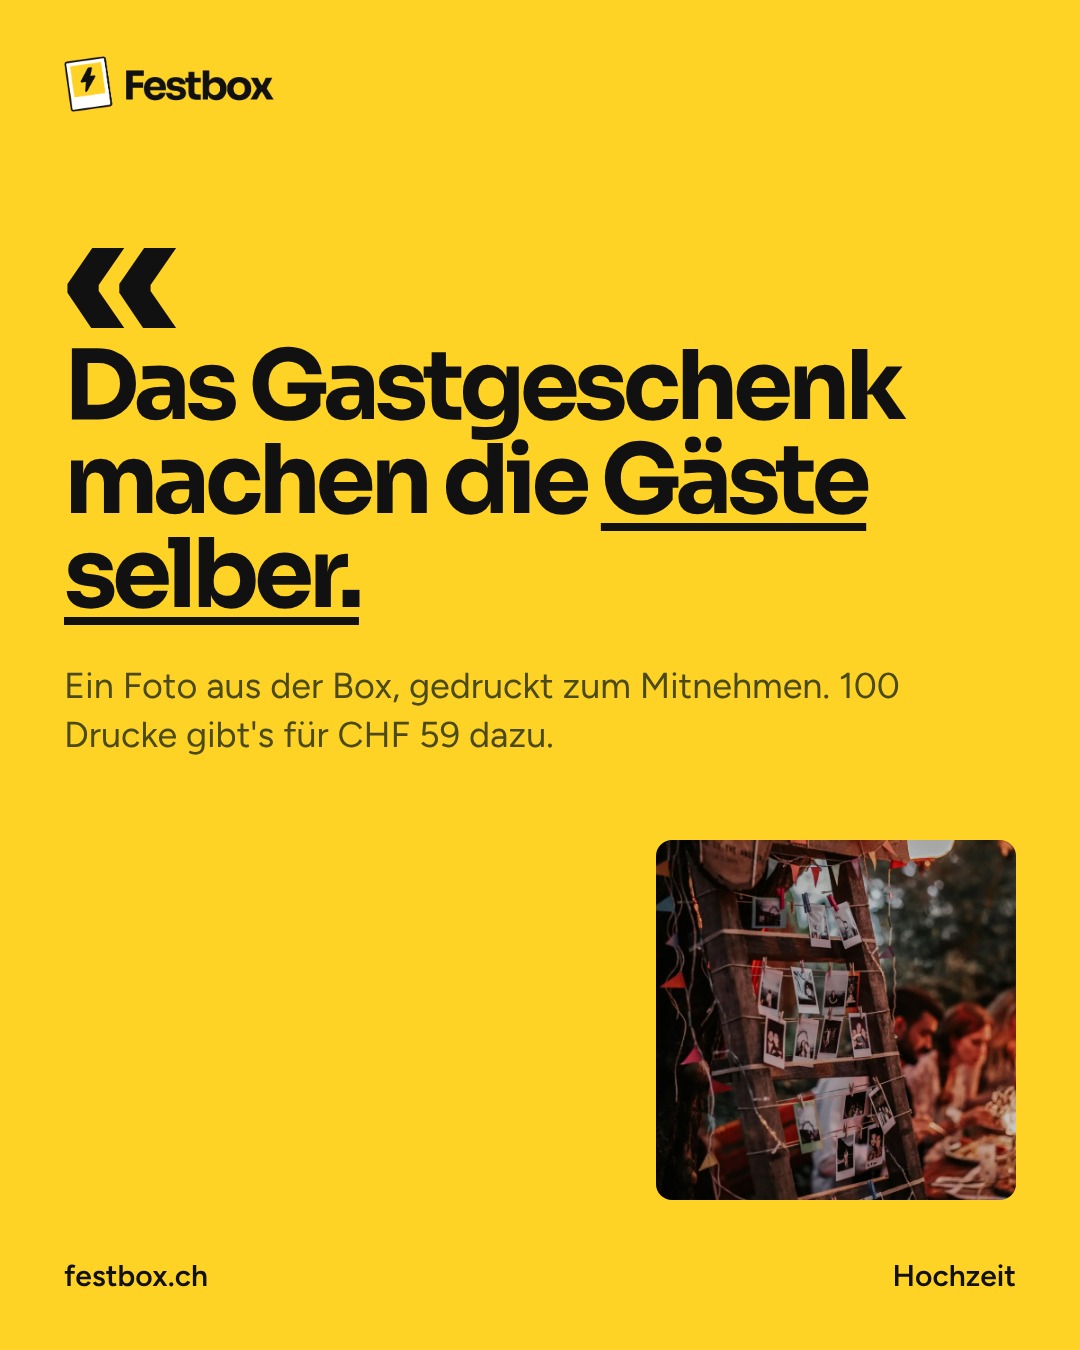 Festbox
«
Das Gastgeschenk
machen die Gäste
selber.
Ein Foto aus der Box, gedruckt zum Mitnehmen. 100
Drucke gibt's für CHF 59 dazu.
festbox.ch
Hochzeit